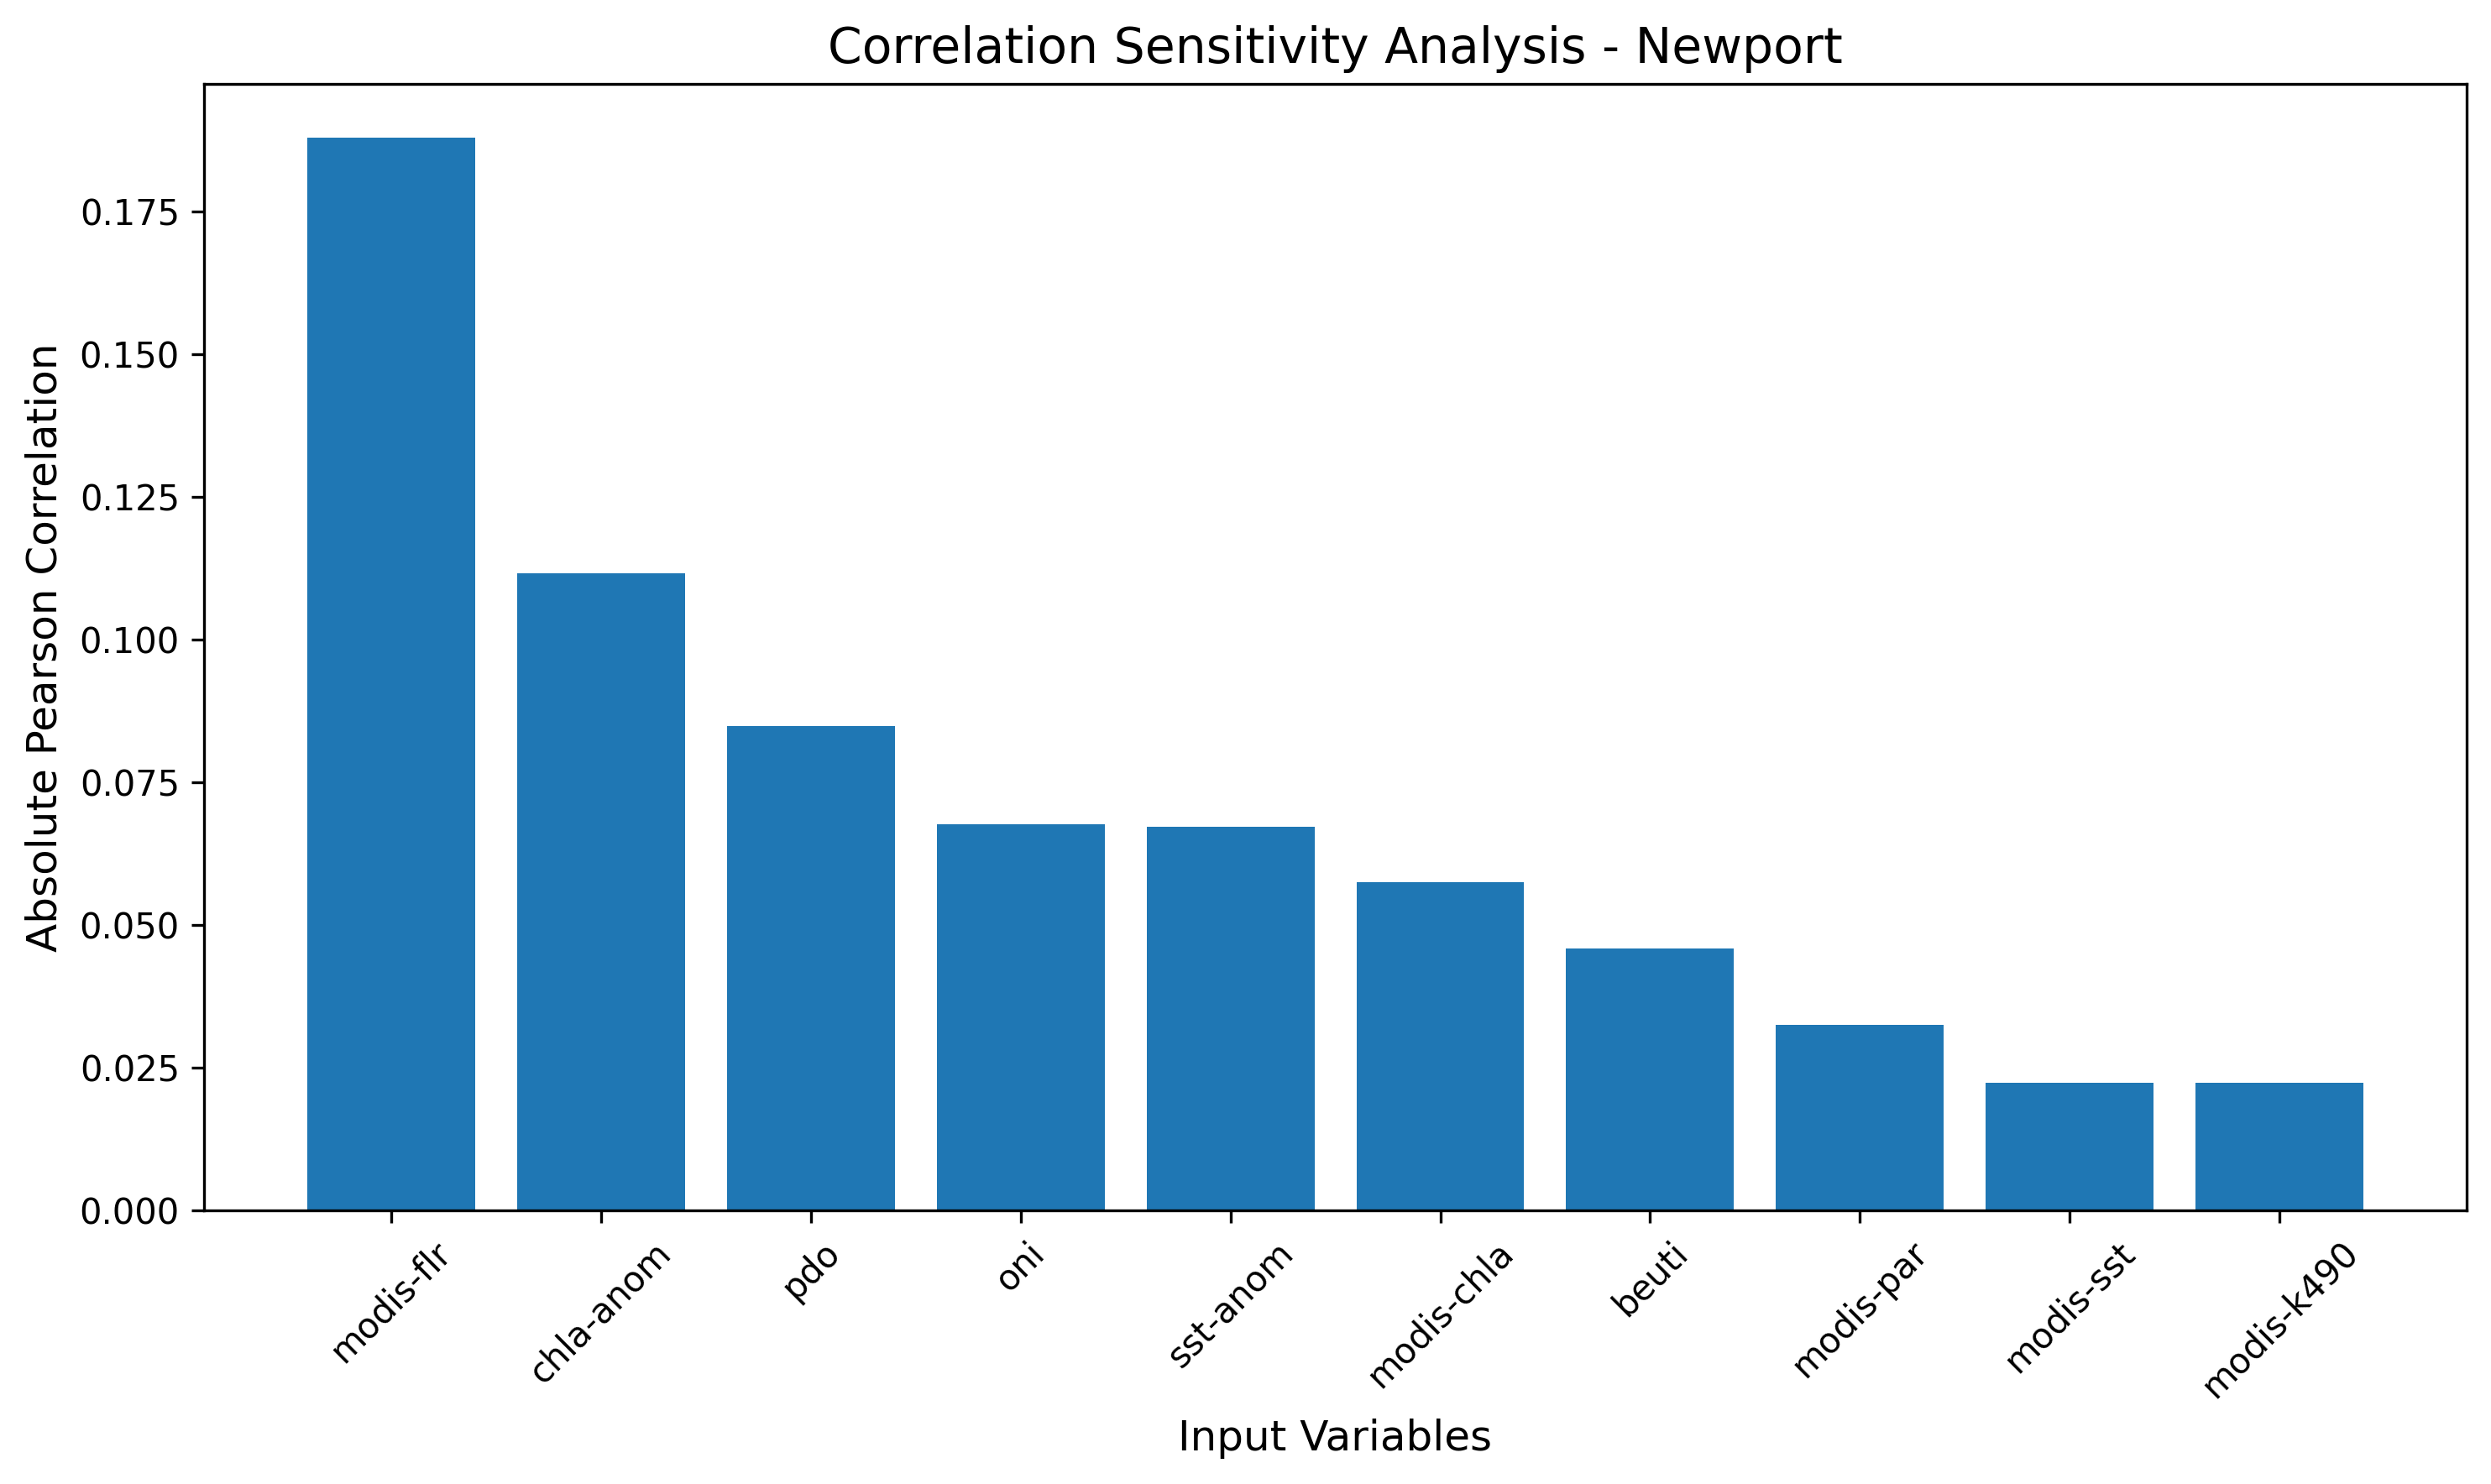 Correlation Sensitivity Analysis - Newport
Absolute Pearson Correlation
0.175
0.150
0.125
0.100
0.075
0.050
0.025
0.000
modis-flr
chla-anom
pdo
oni
sst-anom
modis-chla
beuti
modis-par
modis-sst
modis-k490
Input Variables